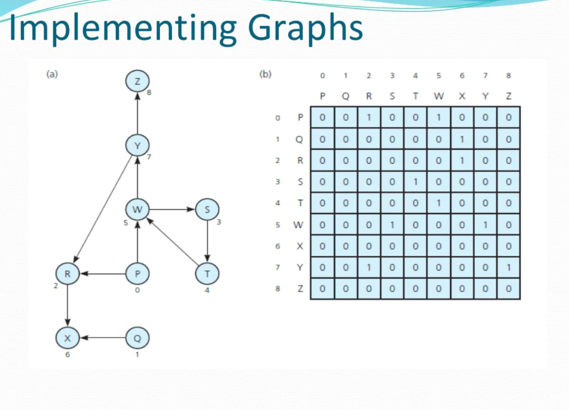 Implementing Graphs
(a)
Z
8
Y
7
W
5
S
3
R
2
P
0
T
4
X
6
Q
1
(b)
0 1 2 3 4 5 6 7 8
P Q R S T W X Y Z
0 P 0 0 1 0 0 1 0 0 0
1 Q 0 0 0 0 0 0 1 0 0
2 R 0 0 0 0 0 0 1 0 0
3 S 0 0 0 0 1 0 0 0 0
4 T 0 0 0 0 0 1 0 0 0
5 W 0 0 0 1 0 0 0 1 0
6 X 0 0 0 0 0 0 0 0 0
7 Y 0 0 1 0 0 0 0 0 1
8 Z 0 0 0 0 0 0 0 0 0